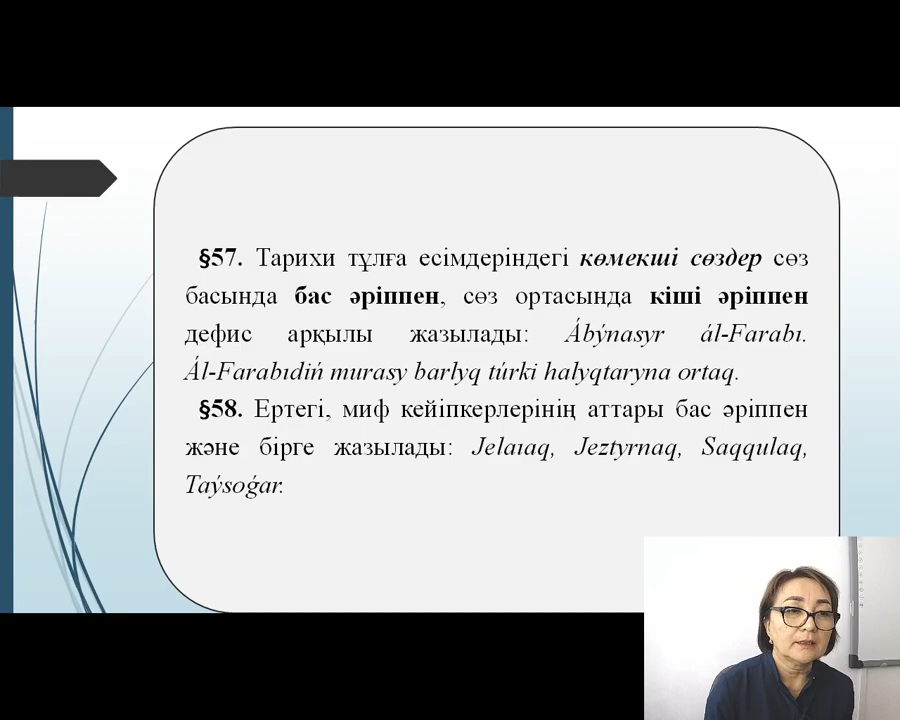 §57. Тарихи тұлға есімдеріндегі көмекші сөздер сөз
басында бас әріппен, сөз ортасында кіші әріппен
дефис арқылы жазылады: Ábýnasyr ál-Farabı.
Ál-Farabıdiń murasy barlyq túrki halyqtaryna ortaq.
§58. Ертегі, миф кейіпкерлерінің аттары бас әріппен
және бірге жазылады: Jelaıaq, Jeztyrnaq, Saqqulaq,
Taýsoǵar.